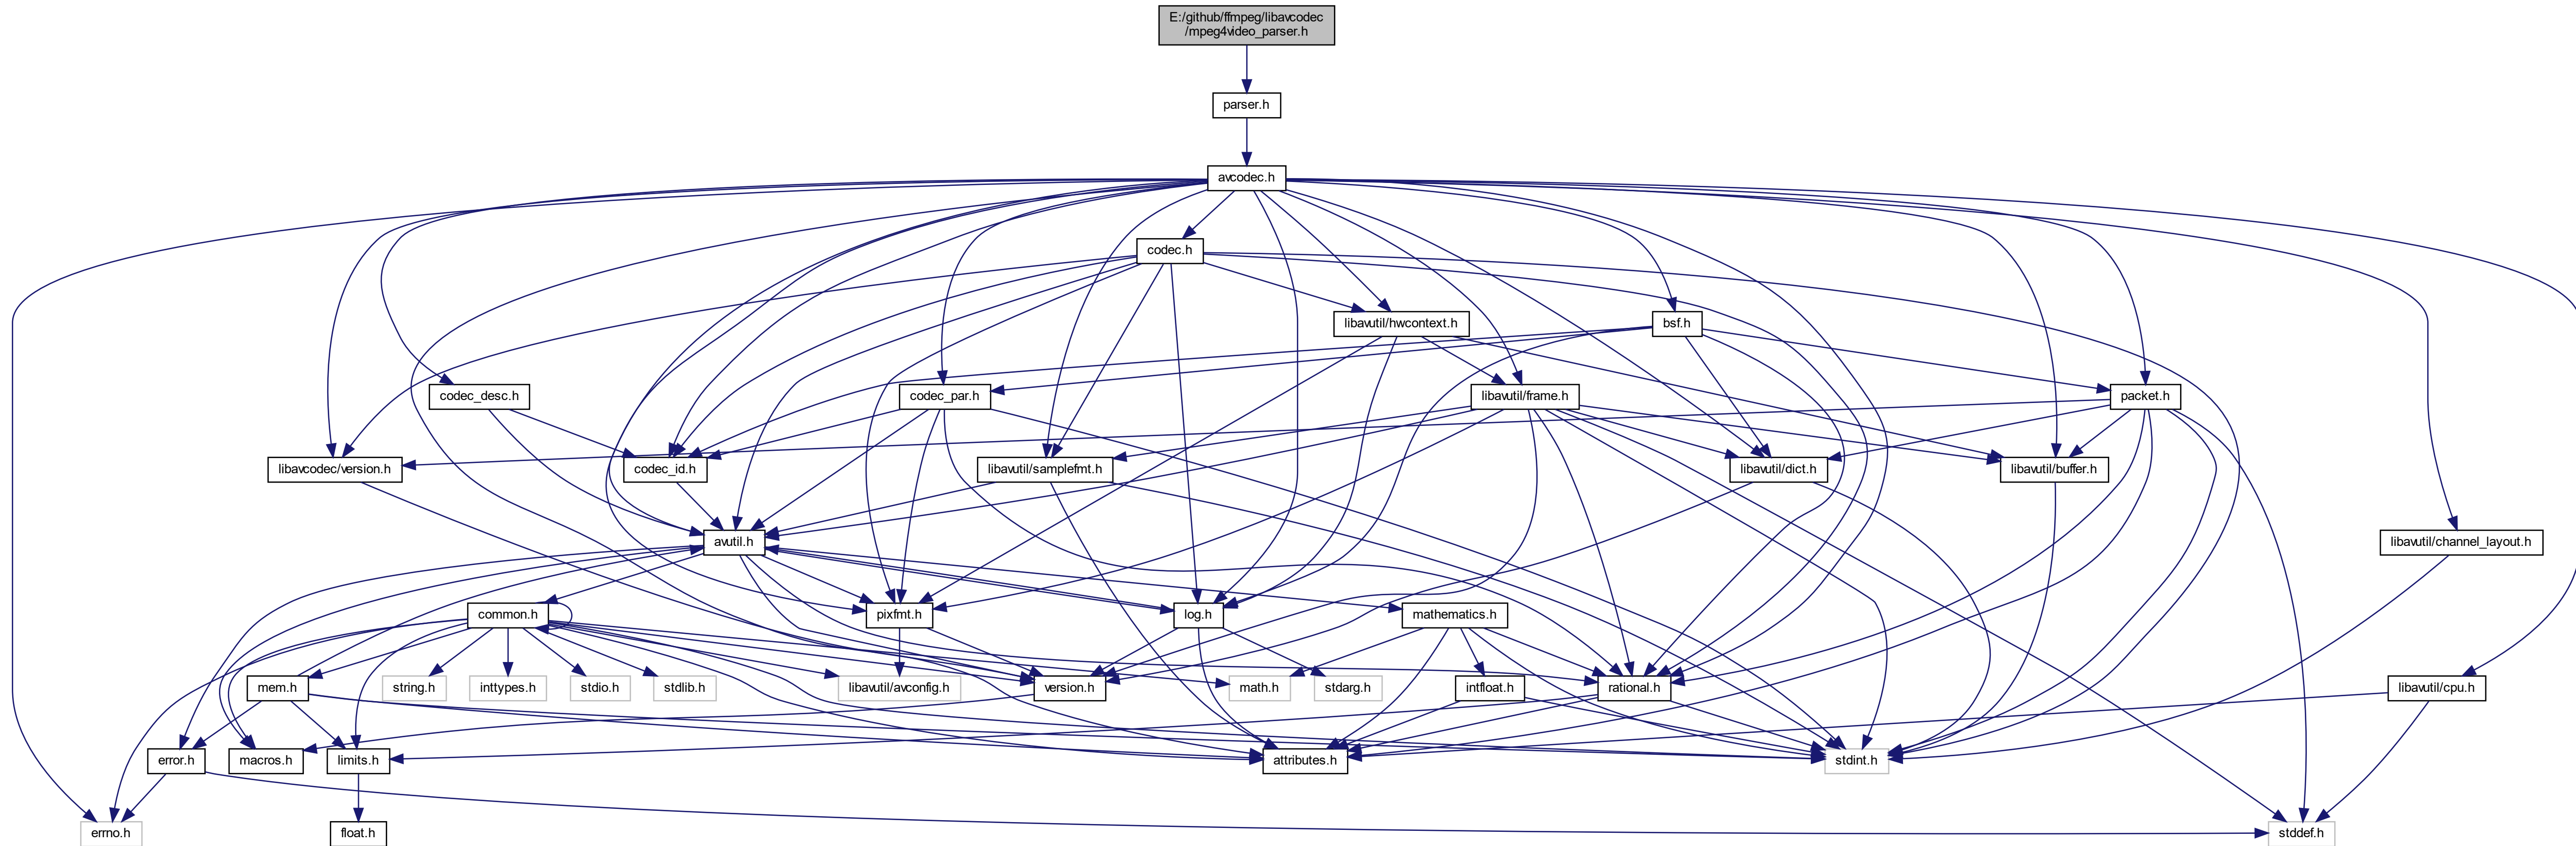 E:/github/ffmpeg/libavcodec
/mpeg4video_parser.h
parser.h
avcodec.h
codec.h
libavutil/hwcontext.h
bsf.h
codec_desc.h
codec_par.h
libavutil/frame.h
packet.h
libavcodec/version.h
codec_id.h
libavutil/samplefmt.h
libavutil/dict.h
libavutil/buffer.h
avutil.h
libavutil/channel_layout.h
common.h
pixfmt.h
log.h
mathematics.h
mem.h
string.h
inttypes.h
stdio.h
stdlib.h
libavutil/avconfig.h
version.h
math.h
stdarg.h
intfloat.h
rational.h
libavutil/cpu.h
error.h
macros.h
limits.h
attributes.h
stdint.h
errno.h
float.h
stddef.h